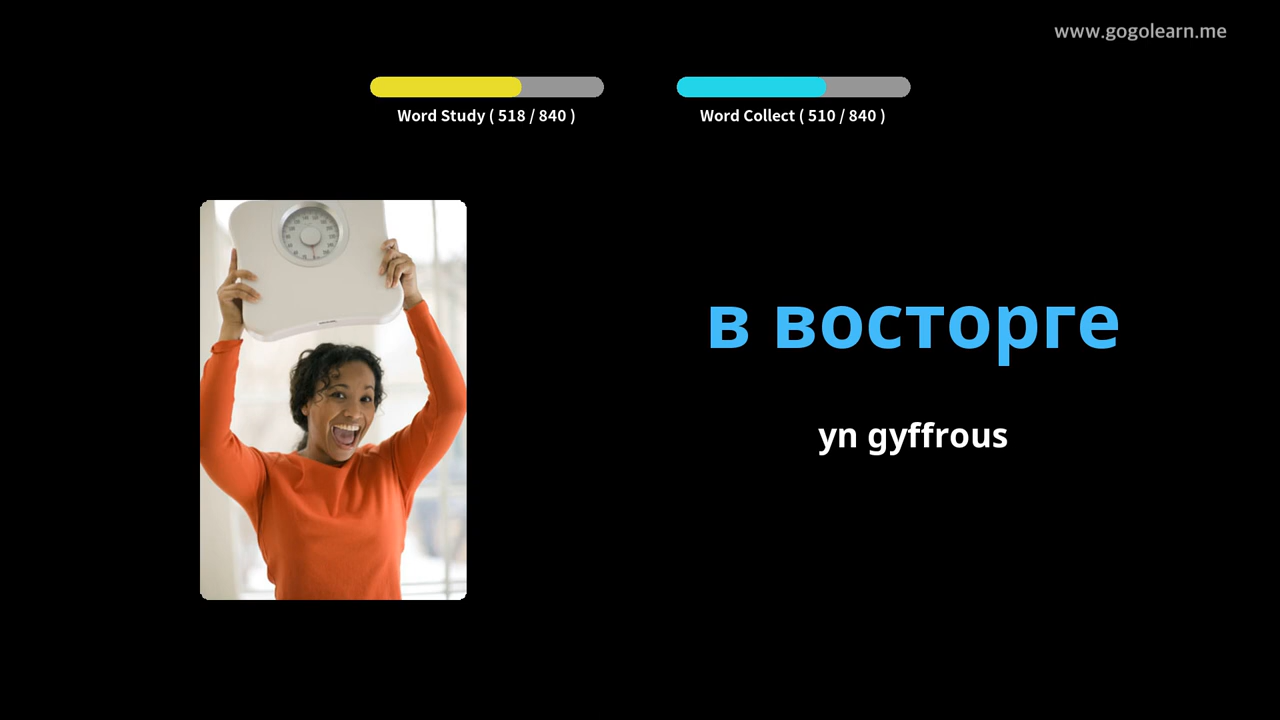 www.gogolearn.me
Word Study ( 518 / 840 )
Word Collect ( 510 / 840 )
в восторге
yn gyffrous